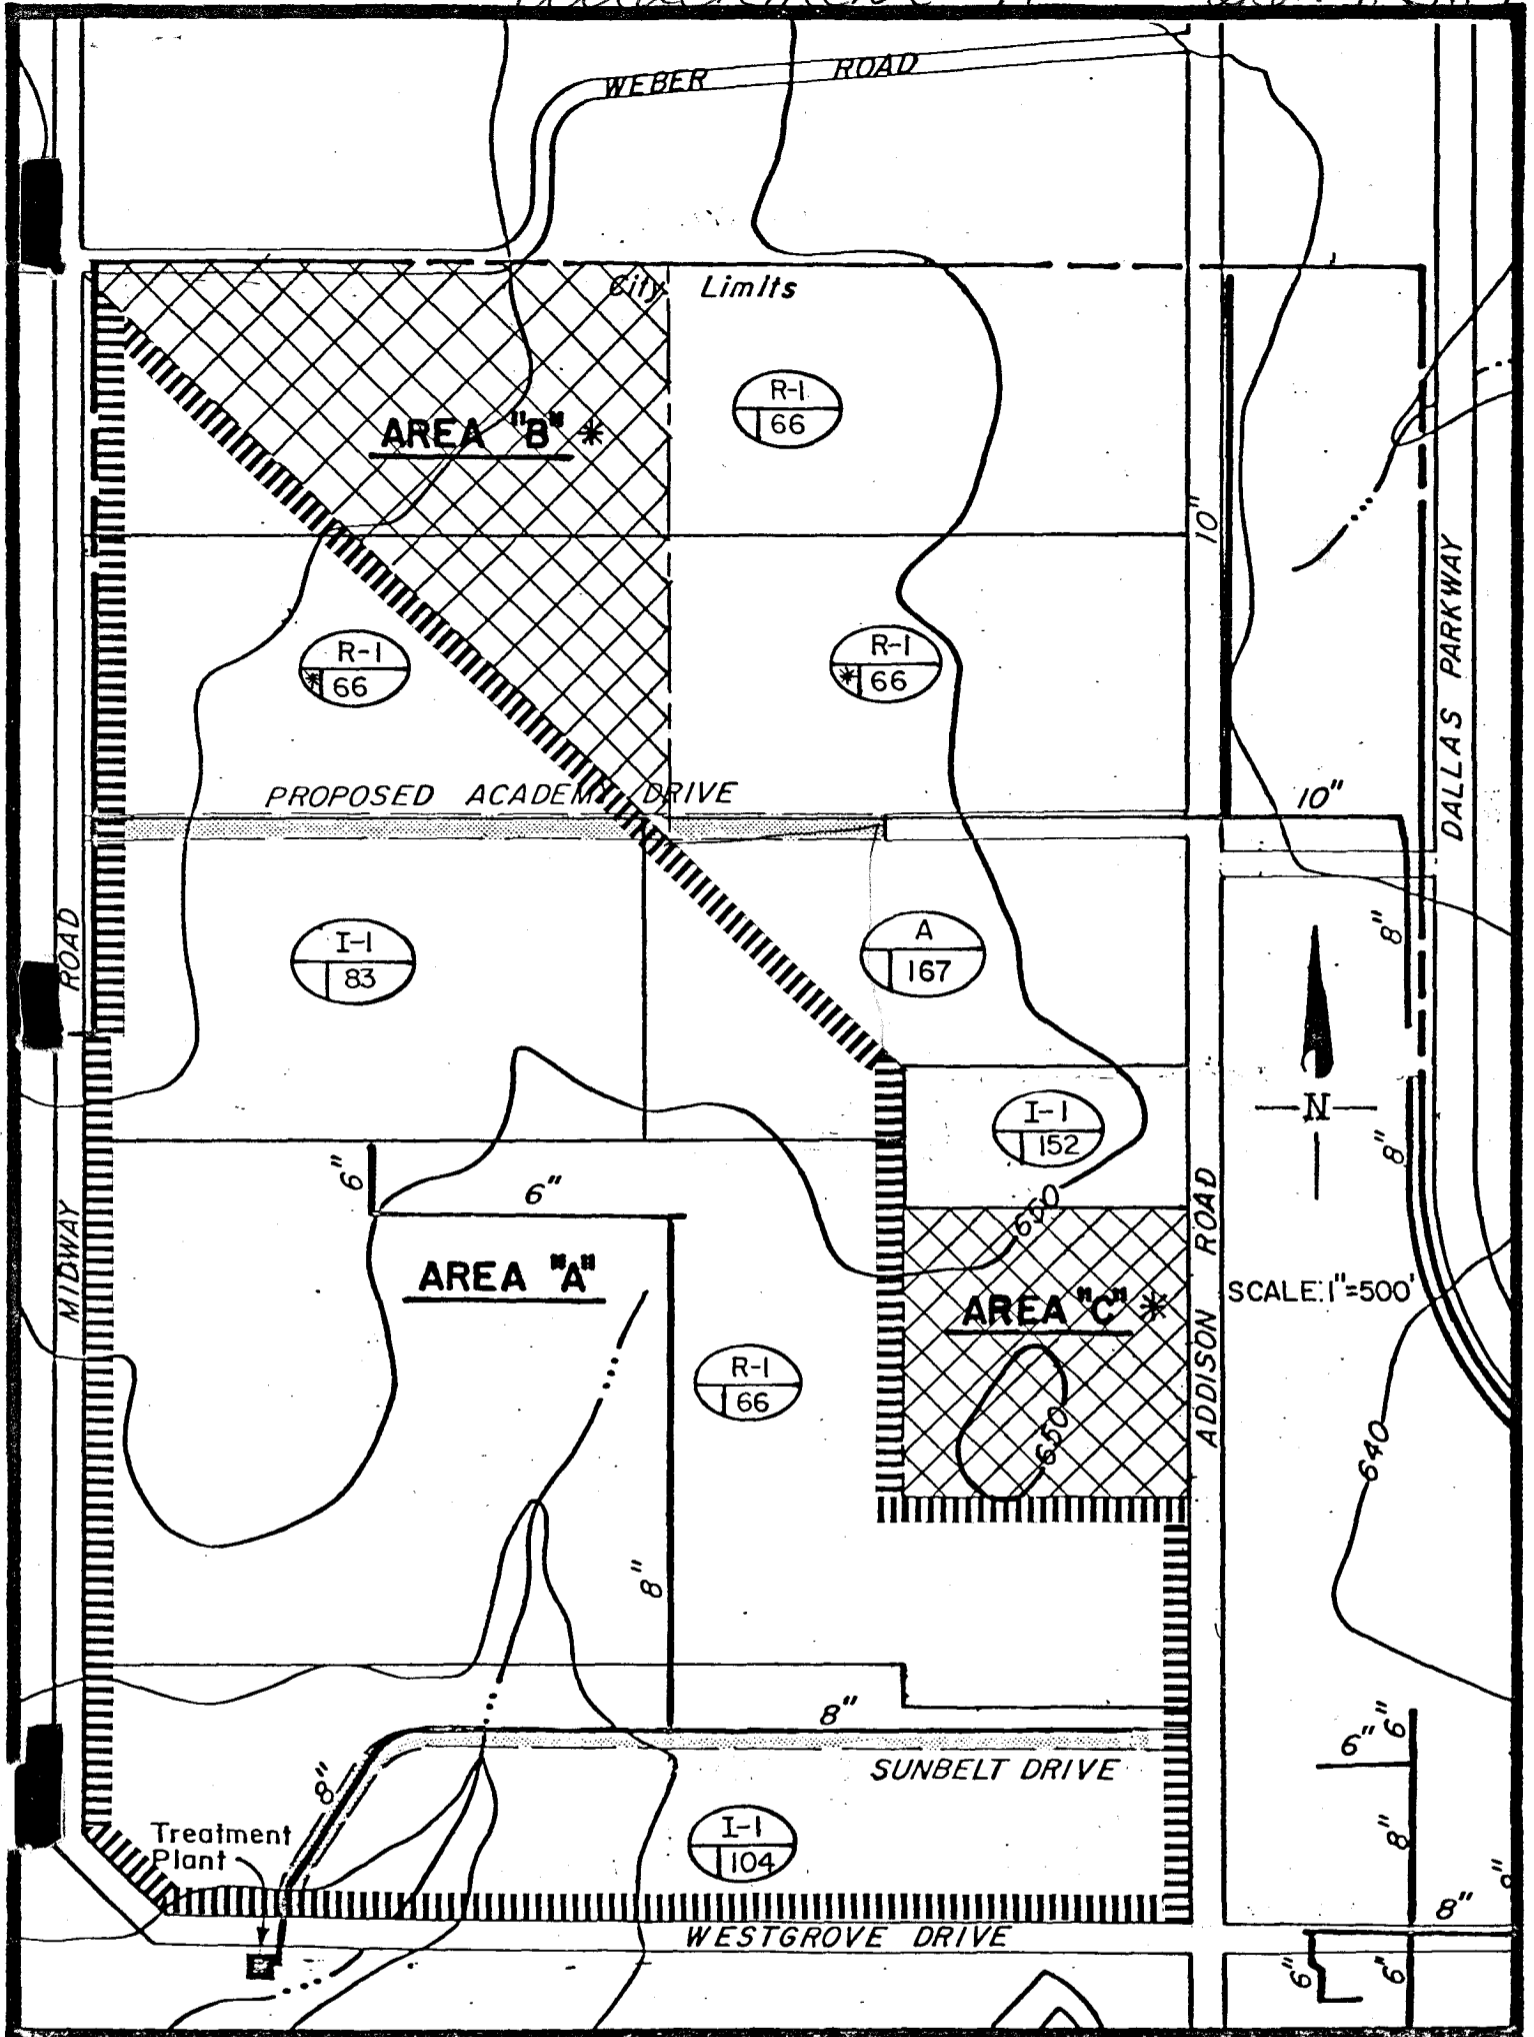 WEBER ROAD
City Limits
R-1
66
AREA "B" *
10"
DALLAS PARKWAY
R-1
* 66
R-1
* 66
PROPOSED ACADEMY DRIVE
10"
I-1
83
A
167
8"
MIDWAY ROAD
N
I-1
152
8"
6"
6"
650
AREA "A"
AREA "C" *
ADDISON ROAD
SCALE: 1"=500'
R-1
66
650
640
8"
8"
SUNBELT DRIVE
6"
6"
8"
Treatment
Plant
I-1
104
8"
8"
WESTGROVE DRIVE
6"
6"